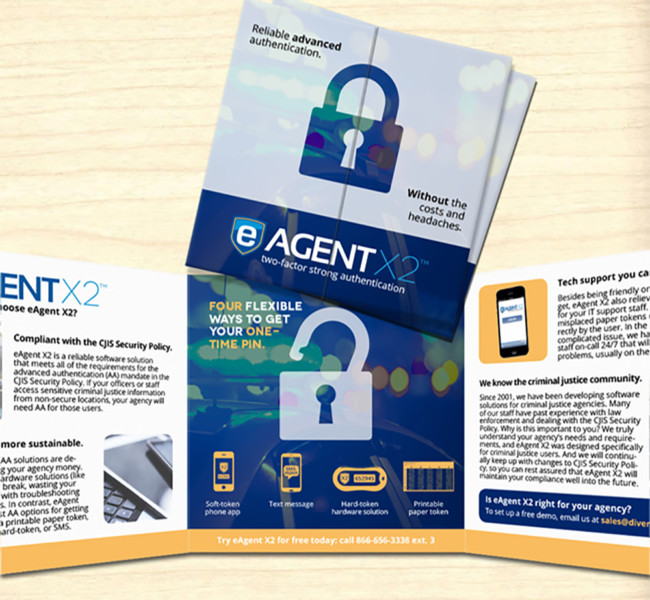 Reliable advanced
authentication.
Without the
costs and
headaches.
e AGENT X2™
two-factor strong authentication
ENT X2™
hoose eAgent X2?
Compliant with the CJIS Security Policy.
eAgent X2 is a reliable software solution
that meets all of the requirements for the
advanced authentication (AA) mandate in the
CJIS Security Policy. If your officers or staff
access sensitive criminal justice information
from non-secure locations, your agency will
need AA for those users.
more sustainable.
AA solutions are de-
g your agency money.
hardware solutions (like
break, wasting your
with troubleshooting
s. In contrast, eAgent
st AA options for getting
a printable paper token,
hard-token, or SMS.
FOUR FLEXIBLE
WAYS TO GET
YOUR ONE-
TIME PIN.
Soft-token
phone app
Text message
X2 652945
Hard-token
hardware solution
Printable
paper token
Try eAgent X2 for free today: call 866-656-3338 ext. 3
Tech support you ca
Besides being friendly or
get, eAgent X2 also reliev
for your IT support staff.
misplaced paper tokens
rectly by the user. In the
complicated issue, we ha
staff on-call 24/7 that wil
problems, usually on the
We know the criminal justice community.
Since 2001, we have been developing software
solutions for criminal justice agencies. Many
of our staff have past experience with law
enforcement and dealing with the CJIS Security
Policy. Why is this important to you? We truly
understand your agency's needs and require-
ments, and eAgent X2 was designed specifically
for criminal justice users. And we will continu-
ally keep up with changes to CJIS Security Poli-
cy, so you can rest assured that eAgent X2 will
maintain your compliance well into the future.
Is eAgent X2 right for your agency?
To set up a free demo, email us at sales@diver